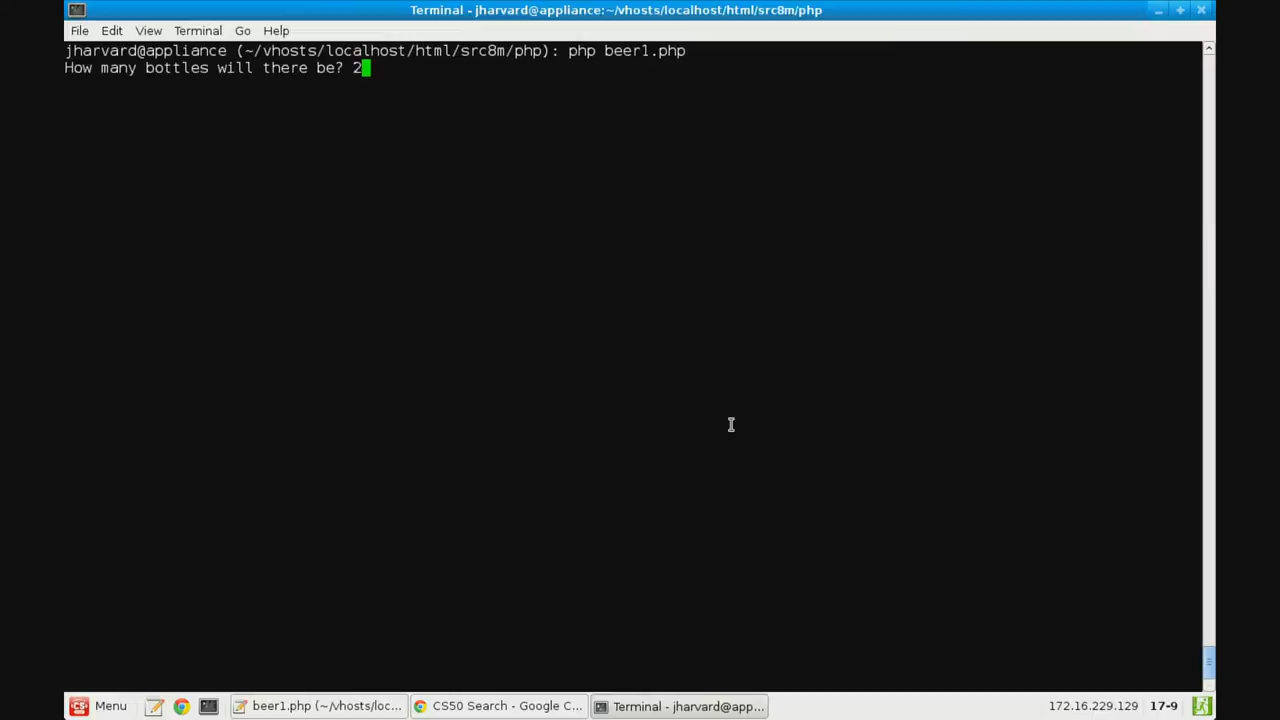 Terminal - jharvard@appliance:~/vhosts/localhost/html/src8m/php
File Edit View Terminal Go Help
jharvard@appliance (~/vhosts/localhost/html/src8m/php): php beer1.php
How many bottles will there be? 2
Menu beer1.php (~/vhosts/loc... CS50 Search - Google C... Terminal - jharvard@app... 172.16.229.129 17-9